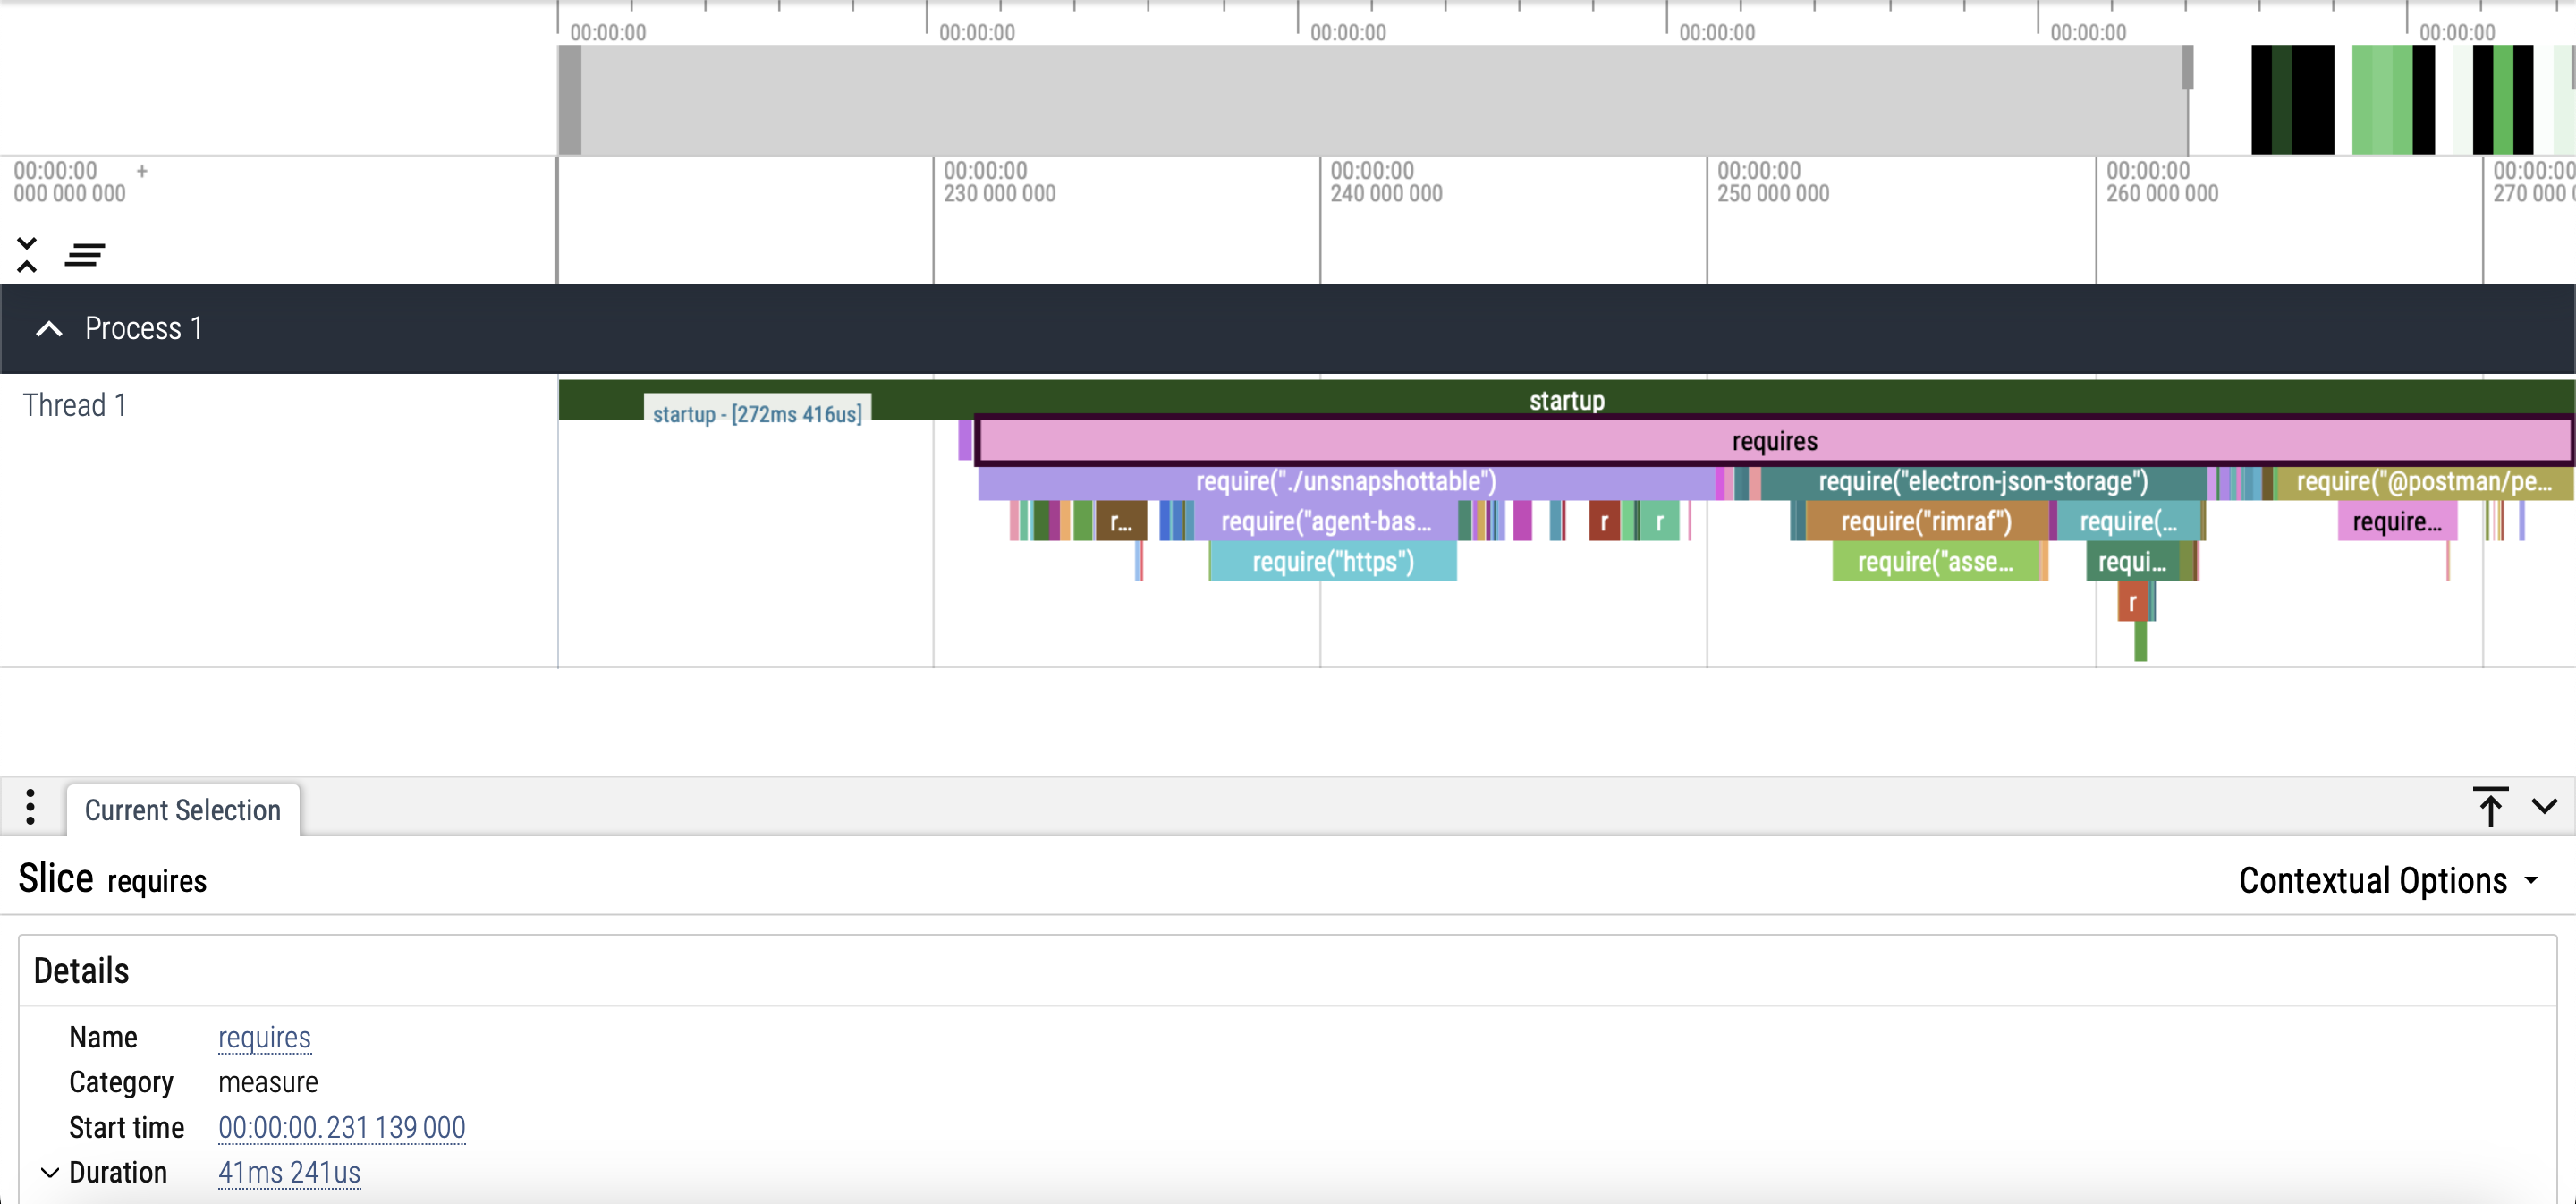 00:00:00 00:00:00 00:00:00 00:00:00 00:00:00 00:00:00
00:00:00 + 00:00:00 00:00:00 00:00:00 00:00:00 00:00:00
000 000 000 230 000 000 240 000 000 250 000 000 260 000 000 270 000
Process 1
Thread 1
startup
startup - [272ms 416us]
requires
require("./unsnapshottable") require("electron-json-storage") require("@postman/pe...
r... require("agent-bas... r r require("rimraf") require(... require...
require("https") require("asse... requi...
r
Current Selection
Slice requires Contextual Options
Details
Name requires
Category measure
Start time 00:00:00.231 139 000
Duration 41ms 241us